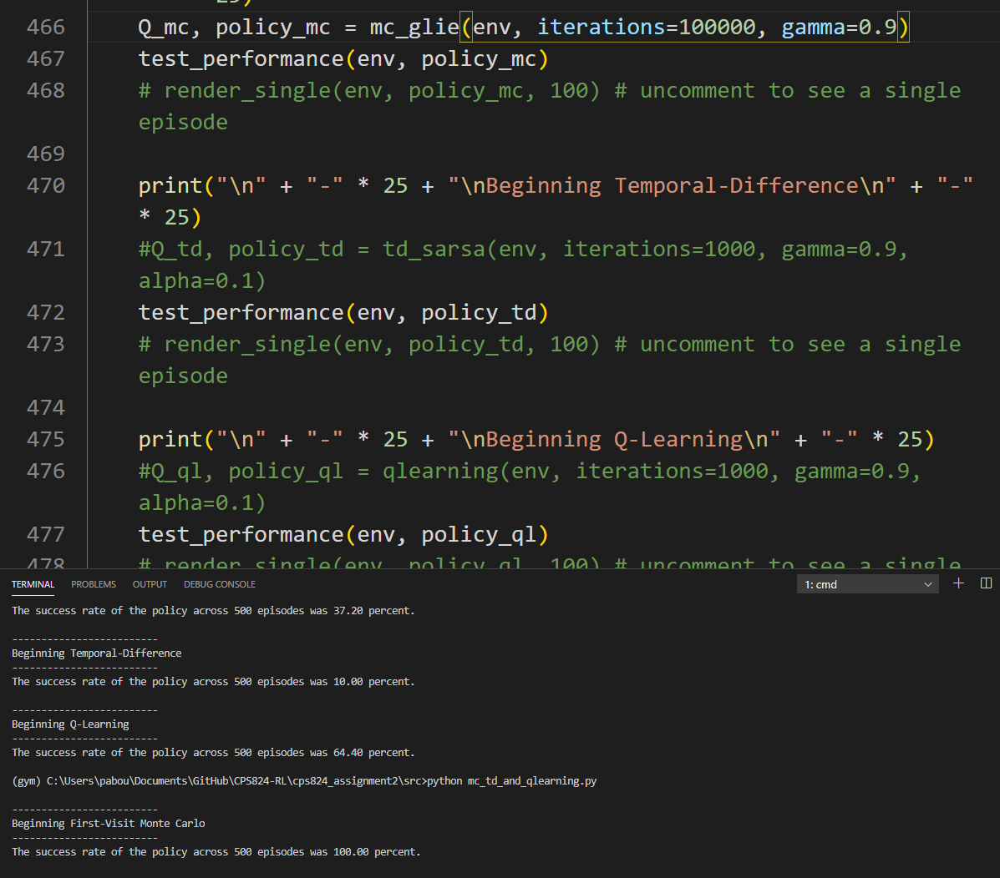 25)
466 Q_mc, policy_mc = mc_glie(env, iterations=100000, gamma=0.9)
467 test_performance(env, policy_mc)
468 # render_single(env, policy_mc, 100) # uncomment to see a single
episode
469
470 print("\n" + "-" * 25 + "\nBeginning Temporal-Difference\n" + "-"
* 25)
471 #Q_td, policy_td = td_sarsa(env, iterations=1000, gamma=0.9,
alpha=0.1)
472 test_performance(env, policy_td)
473 # render_single(env, policy_td, 100) # uncomment to see a single
episode
474
475 print("\n" + "-" * 25 + "\nBeginning Q-Learning\n" + "-" * 25)
476 #Q_ql, policy_ql = qlearning(env, iterations=1000, gamma=0.9,
alpha=0.1)
477 test_performance(env, policy_ql)
478 # render_single(env, policy_ql, 100) # uncomment to see a single
TERMINAL PROBLEMS OUTPUT DEBUG CONSOLE 1: cmd
The success rate of the policy across 500 episodes was 37.20 percent.
-------------------------
Beginning Temporal-Difference
-------------------------
The success rate of the policy across 500 episodes was 10.00 percent.
-------------------------
Beginning Q-Learning
-------------------------
The success rate of the policy across 500 episodes was 64.40 percent.
(gym) C:\Users\pabou\Documents\GitHub\CPS824-RL\cps824_assignment2\src>python mc_td_and_qlearning.py
-------------------------
Beginning First-Visit Monte Carlo
-------------------------
The success rate of the policy across 500 episodes was 100.00 percent.